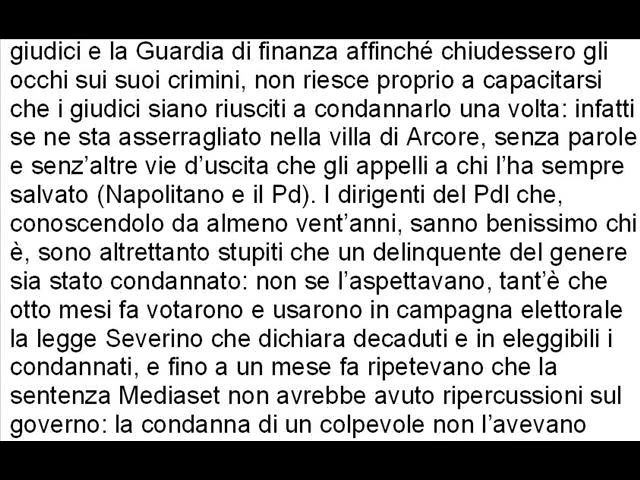 giudici e la Guardia di finanza affinché chiudessero gli
occhi sui suoi crimini, non riesce proprio a capacitarsi
che i giudici siano riusciti a condannarlo una volta: infatti
se ne sta asserragliato nella villa di Arcore, senza parole
e senz’altre vie d’uscita che gli appelli a chi l’ha sempre
salvato (Napolitano e il Pd). I dirigenti del Pdl che,
conoscendolo da almeno vent’anni, sanno benissimo chi
è, sono altrettanto stupiti che un delinquente del genere
sia stato condannato: non se l’aspettavano, tant’è che
otto mesi fa votarono e usarono in campagna elettorale
la legge Severino che dichiara decaduti e in eleggibili i
condannati, e fino a un mese fa ripetevano che la
sentenza Mediaset non avrebbe avuto ripercussioni sul
governo: la condanna di un colpevole non l’avevano